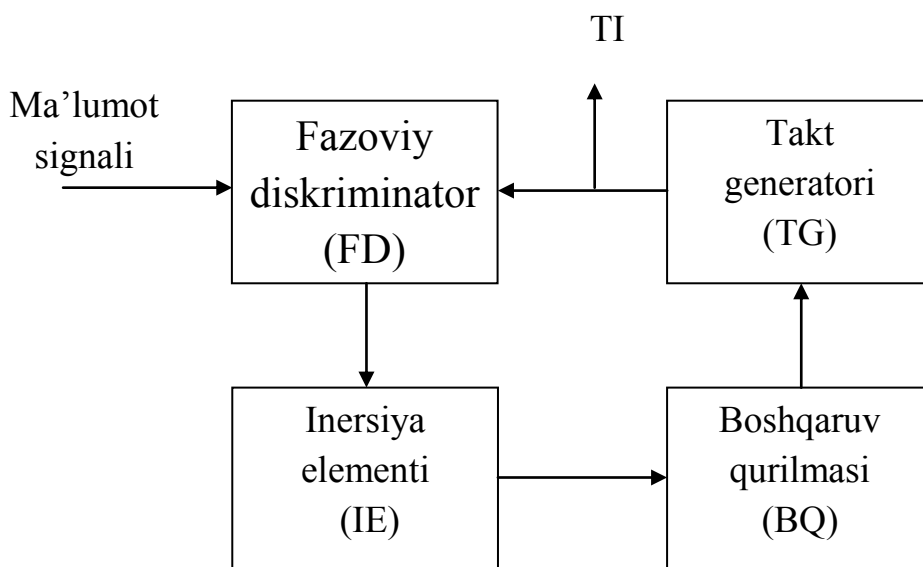 TI
Ma’lumot
signali
Fazoviy
diskriminator
(FD)
Takt
generatori
(TG)
Inersiya
elementi
(IE)
Boshqaruv
qurilmasi
(BQ)